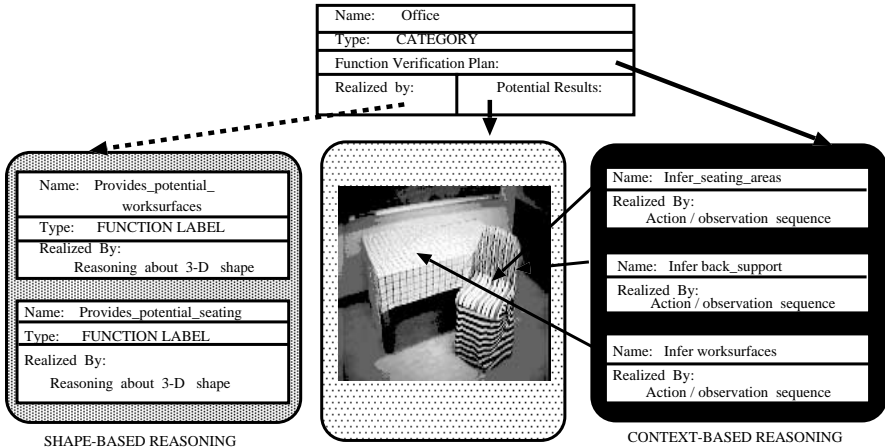 Name: Office
Type: CATEGORY
Function Verification Plan:
Realized by:
Potential Results:
Name: Provides_potential_
worksurfaces
Type: FUNCTION LABEL
Realized By:
Reasoning about 3-D shape
Name: Provides_potential_seating
Type: FUNCTION LABEL
Realized By:
Reasoning about 3-D shape
SHAPE-BASED REASONING
Name: Infer_seating_areas
Realized By:
Action / observation sequence
Name: Infer back_support
Realized By:
Action / observation sequence
Name: Infer worksurfaces
Realized By:
Action / observation sequence
CONTEXT-BASED REASONING